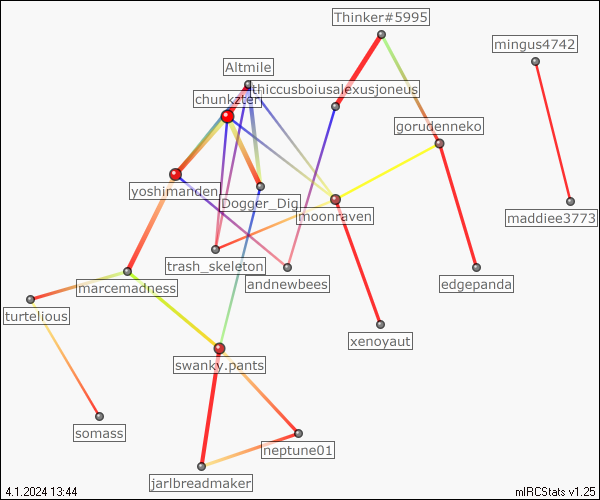 Thinker#5995
mingus4742
Altmile
thiccusboiusalexusjoneus
chunkzter
gorudenneko
yoshimanden
Dogger_Dig
moonraven
maddiee3773
trash_skeleton
andnewbees
edgepanda
marcemadness
turtelious
xenoyaut
swanky.pants
somass
neptune01
jarlbreadmaker
4.1.2024 13:44
mIRCStats v1.25